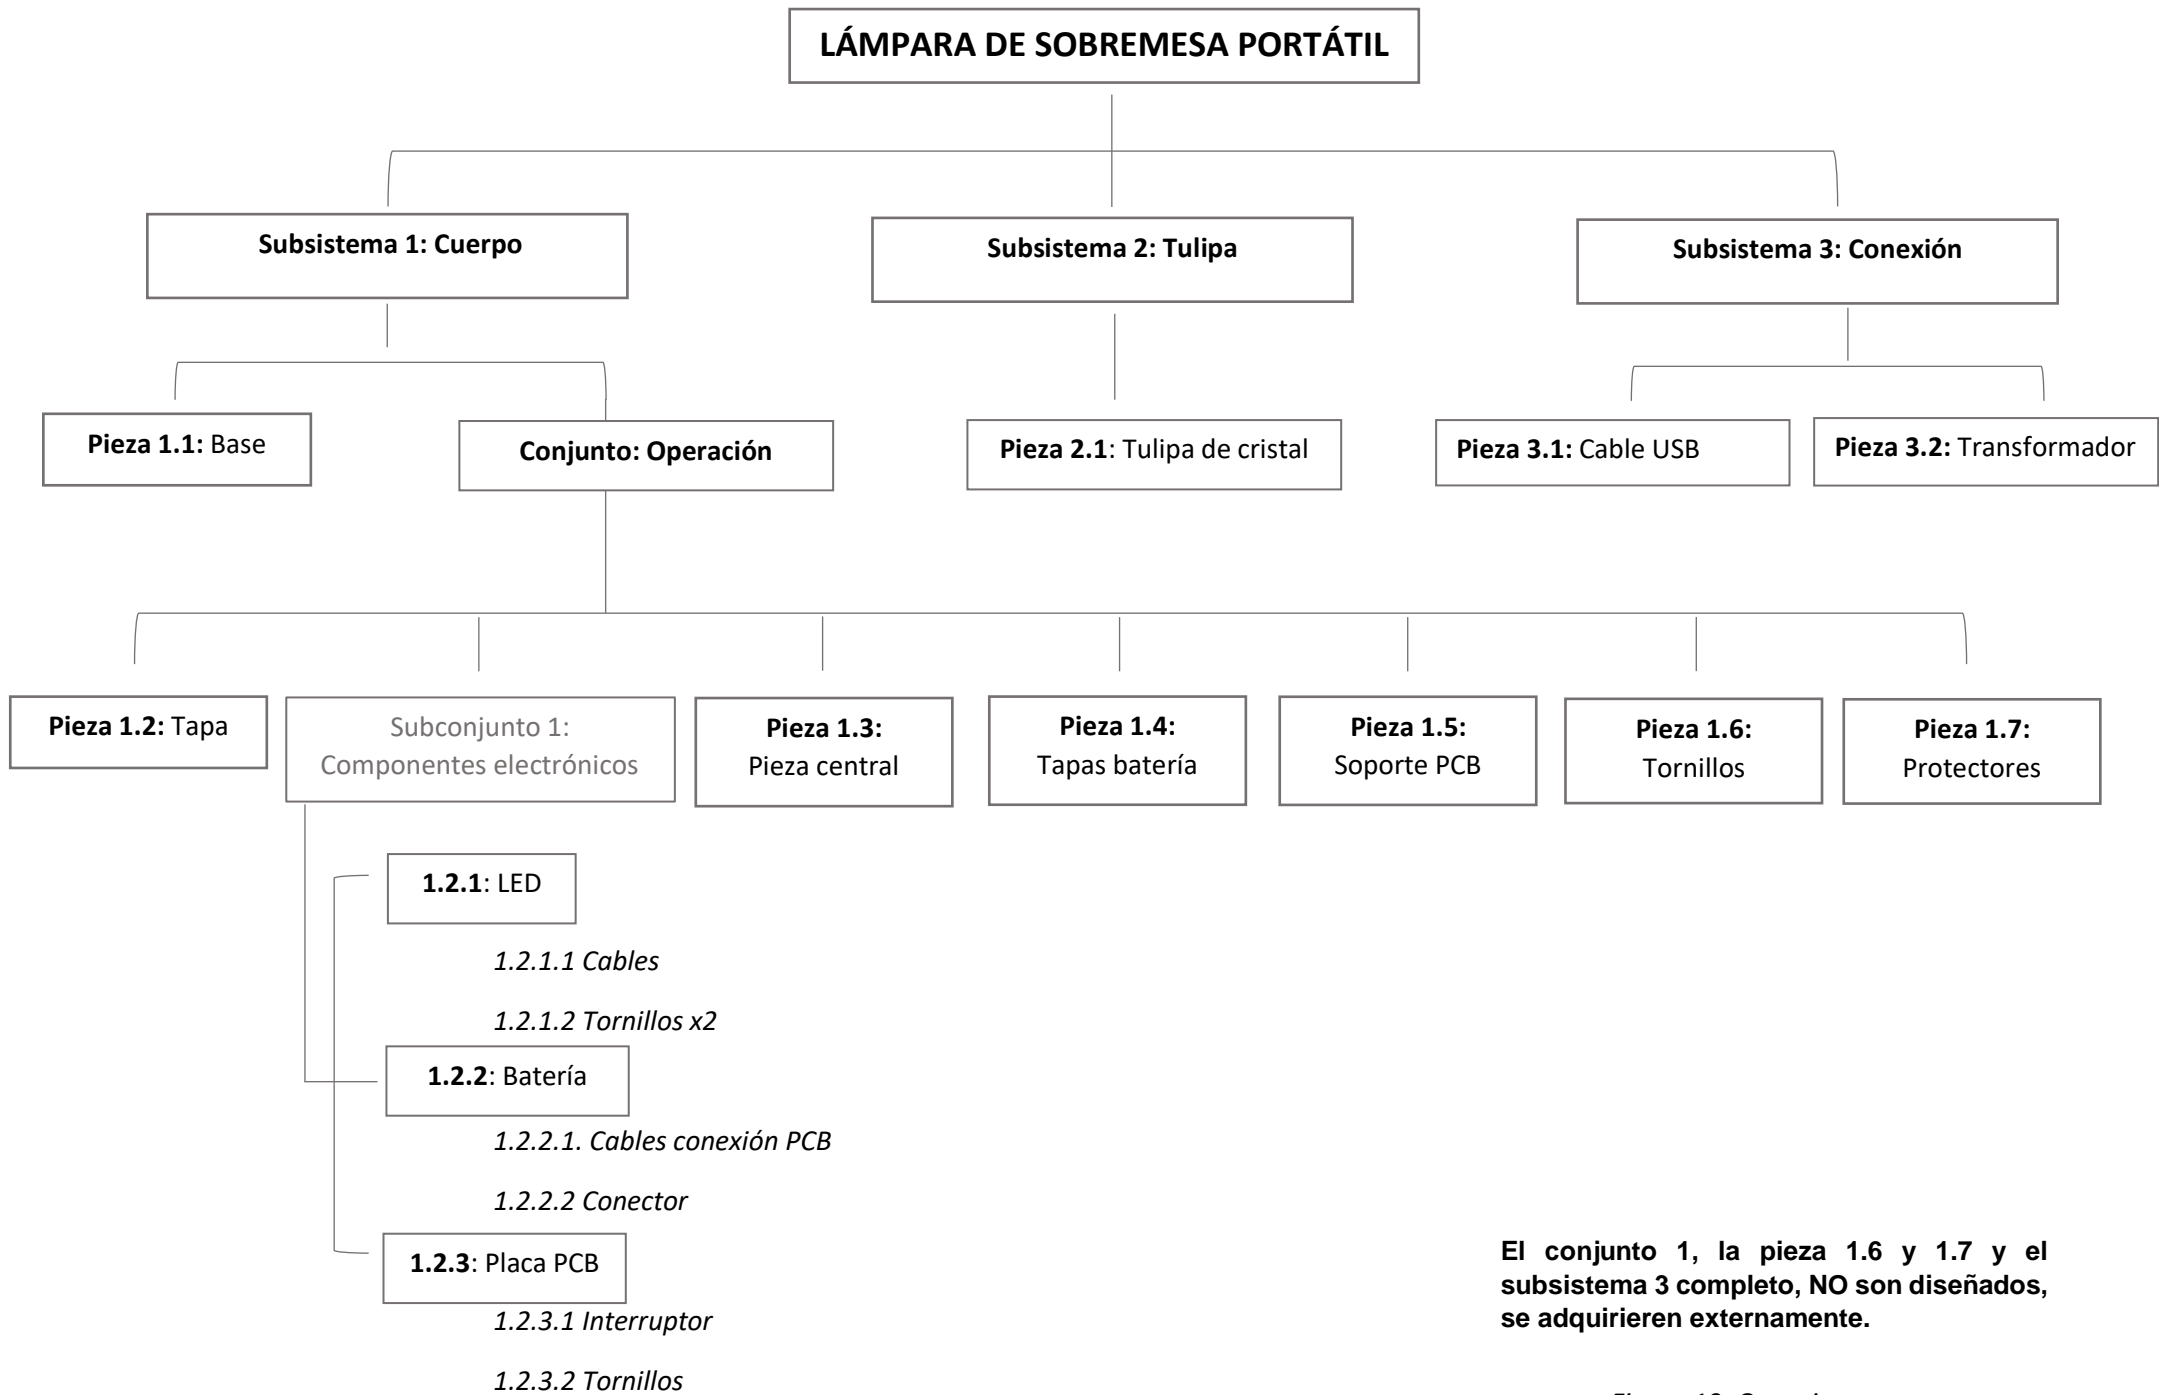 LÁMPARA DE SOBREMESA PORTÁTIL
Subsistema 1: Cuerpo
Subsistema 2: Tulipa
Subsistema 3: Conexión
Pieza 1.1: Base
Conjunto: Operación
Pieza 2.1: Tulipa de cristal
Pieza 3.1: Cable USB
Pieza 3.2: Transformador
Pieza 1.2: Tapa
Subconjunto 1:
Componentes electrónicos
Pieza 1.3:
Pieza central
Pieza 1.4:
Tapas batería
Pieza 1.5:
Soporte PCB
Pieza 1.6:
Tornillos
Pieza 1.7:
Protectores
1.2.1: LED
1.2.1.1 Cables
1.2.1.2 Tornillos x2
1.2.2: Batería
1.2.2.1. Cables conexión PCB
1.2.2.2 Conector
1.2.3: Placa PCB
1.2.3.1 Interruptor
1.2.3.2 Tornillos
El conjunto 1, la pieza 1.6 y 1.7 y el
subsistema 3 completo, NO son diseñados,
se adquirieren externamente.